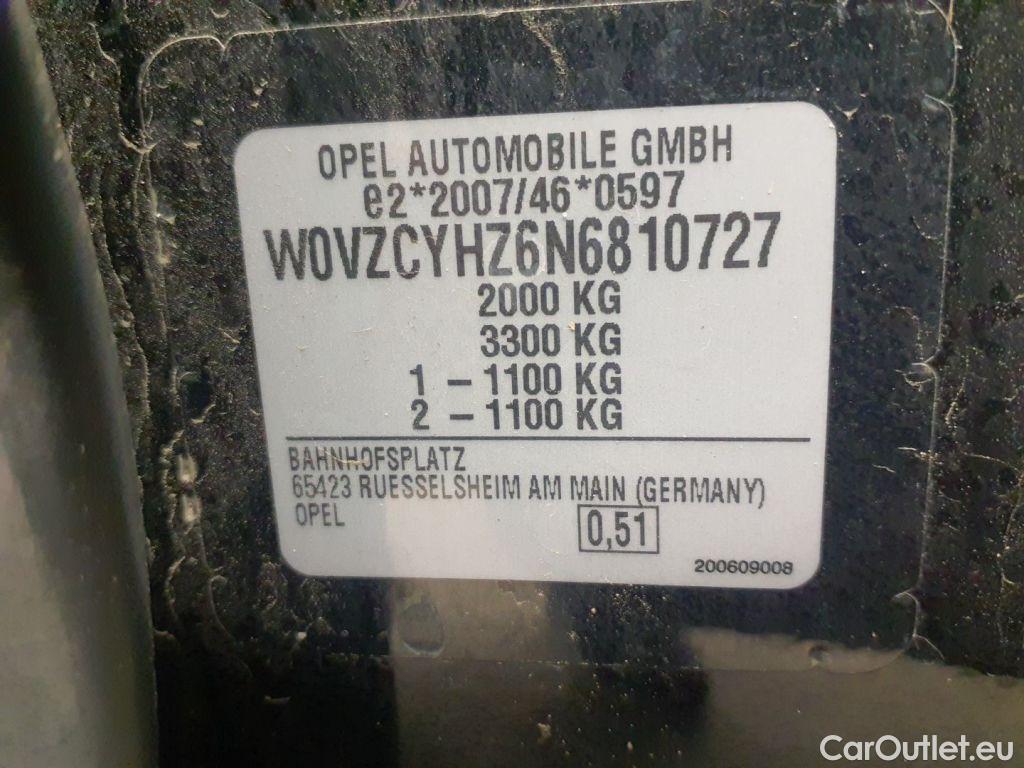 OPEL AUTOMOBILE GMBH
e2*2007/46*0597
W0VZCYHZ6N6810727
2000 KG
3300 KG
1 - 1100 KG
2 - 1100 KG
BAHNHOFSPLATZ
65423 RUESSELSHEIM AM MAIN (GERMANY)
OPEL
0,51
200609008
CarOutlet.eu